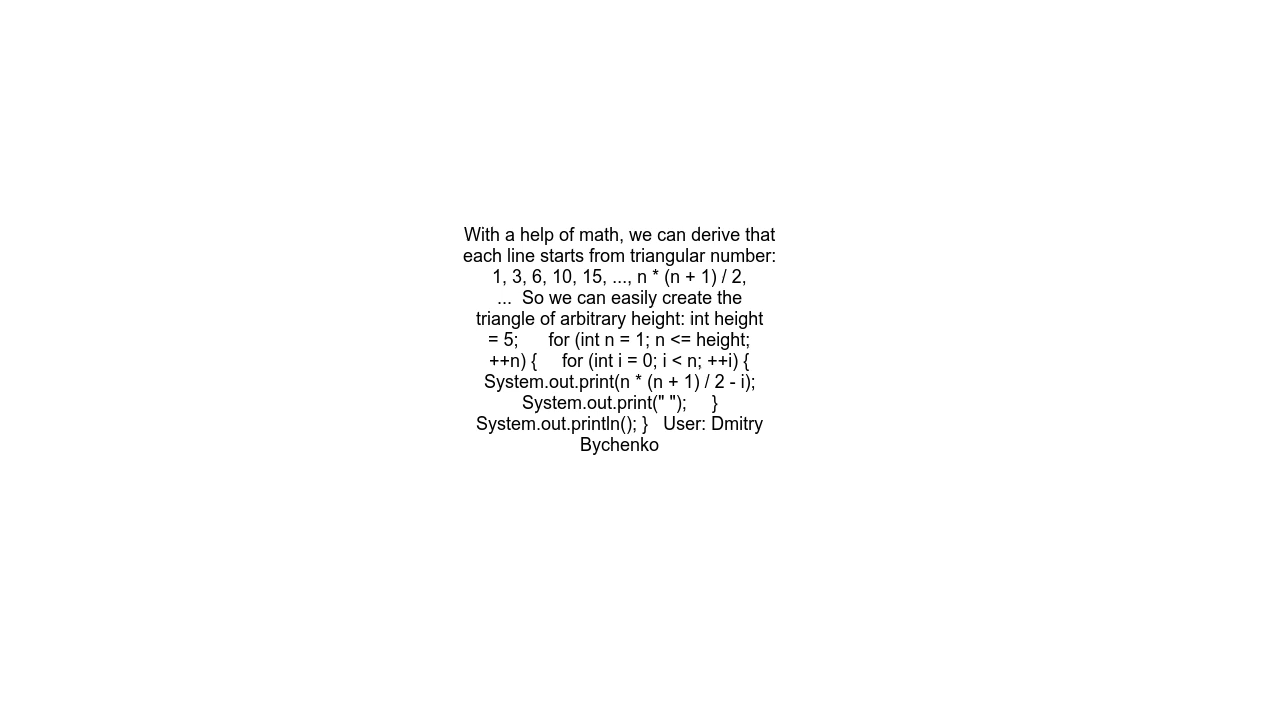 With a help of math, we can derive that
each line starts from triangular number:
1, 3, 6, 10, 15, ..., n * (n + 1) / 2,
...  So we can easily create the
triangle of arbitrary height: int height
= 5;      for (int n = 1; n <= height;
++n) {     for (int i = 0; i < n; ++i) {
System.out.print(n * (n + 1) / 2 - i);
System.out.print(" ");     }
System.out.println(); }   User: Dmitry
Bychenko